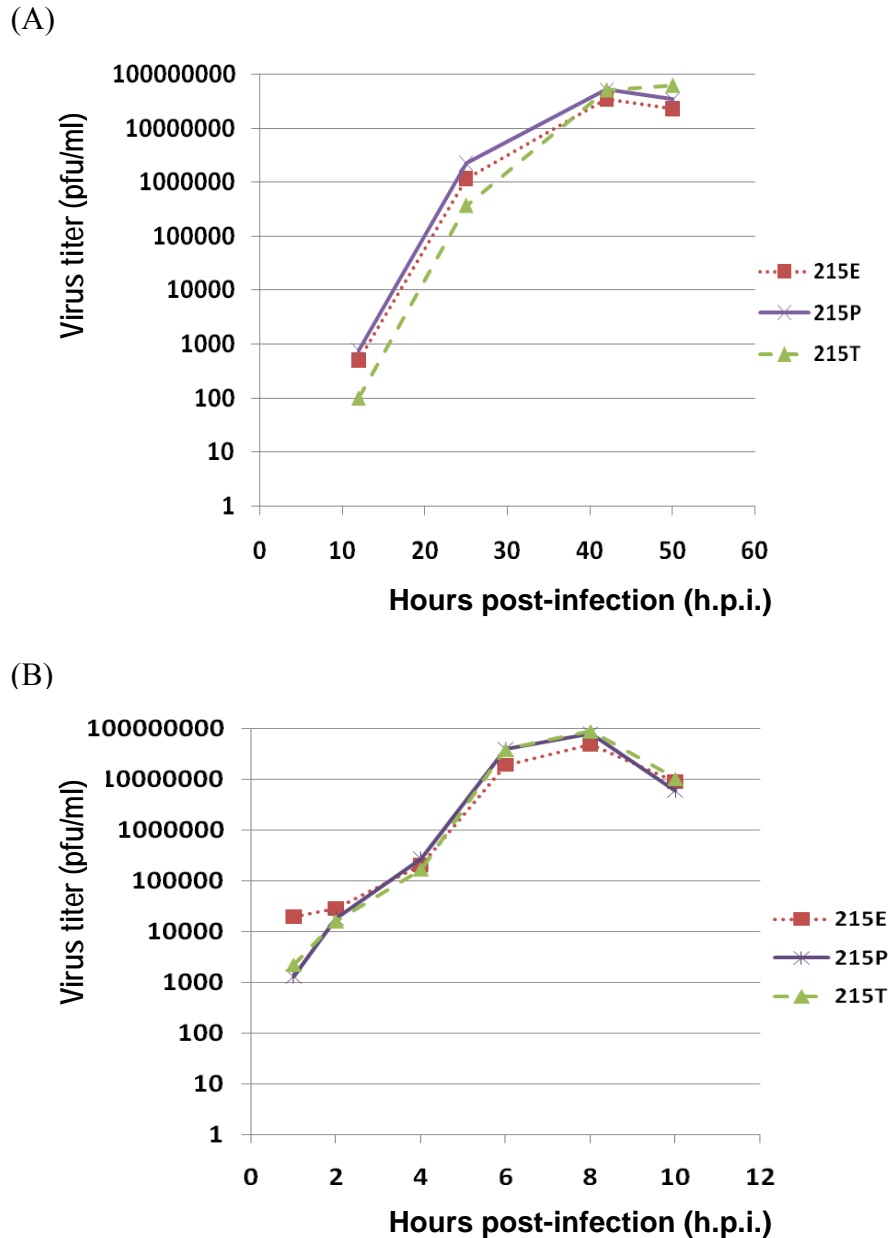 (A)
100000000
10000000
1000000
100000
10000
1000
100
10
1
Virus titer (pfu/ml)
0 10 20 30 40 50 60
Hours post-infection (h.p.i.)
215E
215P
215T
(B)
100000000
10000000
1000000
100000
10000
1000
100
10
1
Virus titer (pfu/ml)
0 2 4 6 8 10 12
Hours post-infection (h.p.i.)
215E
215P
215T